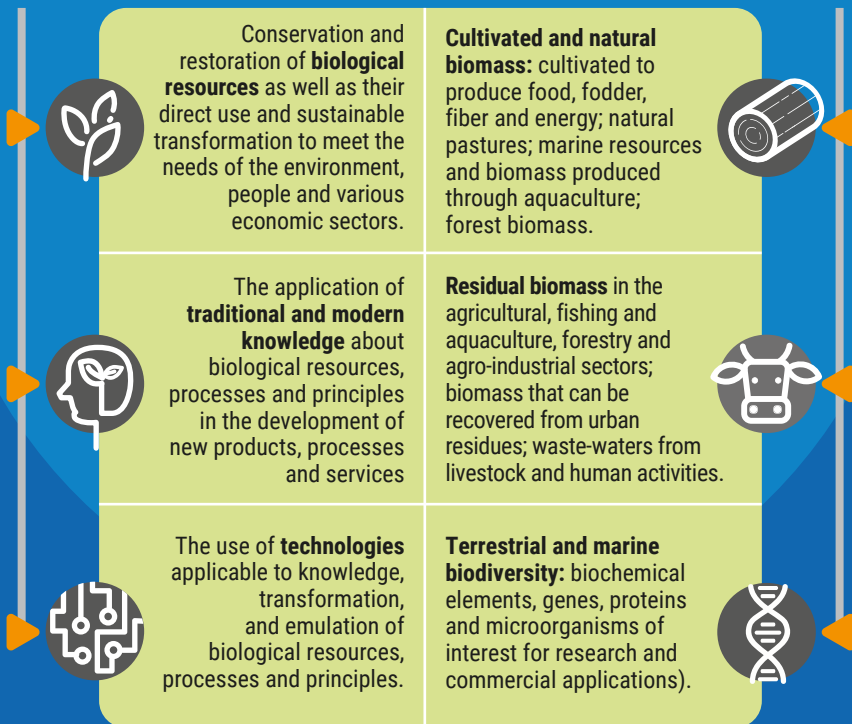 Conservation and
restoration of biological
resources as well as their
direct use and sustainable
transformation to meet the
needs of the environment,
people and various
economic sectors.
Cultivated and natural
biomass: cultivated to
produce food, fodder,
fiber and energy; natural
pastures; marine resources
and biomass produced
through aquaculture;
forest biomass.
The application of
traditional and modern
knowledge about
biological resources,
processes and principles
in the development of
new products, processes
and services
Residual biomass in the
agricultural, fishing and
aquaculture, forestry and
agro-industrial sectors;
biomass that can be
recovered from urban
residues; waste-waters from
livestock and human activities.
The use of technologies
applicable to knowledge,
transformation,
and emulation of
biological resources,
processes and principles.
Terrestrial and marine
biodiversity: biochemical
elements, genes, proteins
and microorganisms of
interest for research and
commercial applications).